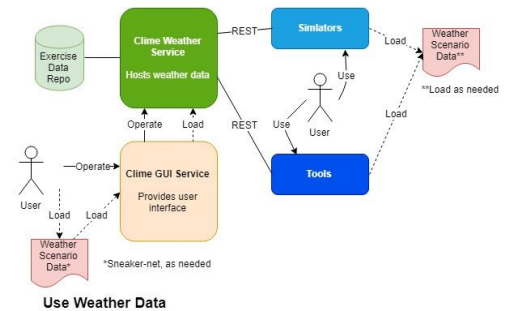 Clime Weather
Service
Hosts weather data
REST
Simlators
Load
Weather
Scenario
Data**
**Load as needed
Exercise
Data
Repo
Use
User
Operate
Load
REST
Use
Load
Clime GUI Service
Provides user
interface
Tools
Operate
User
Load
Load
Weather
Scenario
Data*
*Sneaker-net, as needed
Use Weather Data